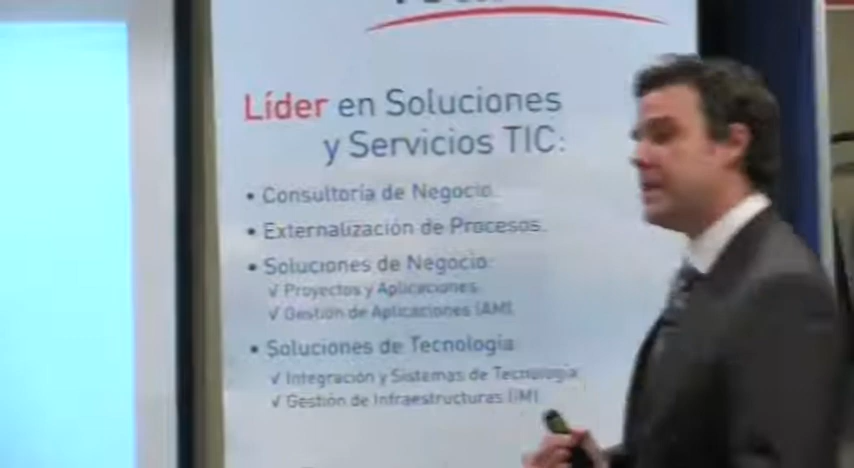 Líder en Soluciones
y Servicios TIC:
• Consultoría de Negocio.
• Externalización de Procesos.
• Soluciones de Negocio:
√ Proyectos y Aplicaciones
√ Gestión de Aplicaciones (AM)
• Soluciones de Tecnología
√ Integración y Sistemas de Tecnología
√ Gestión de Infraestructuras (IM)